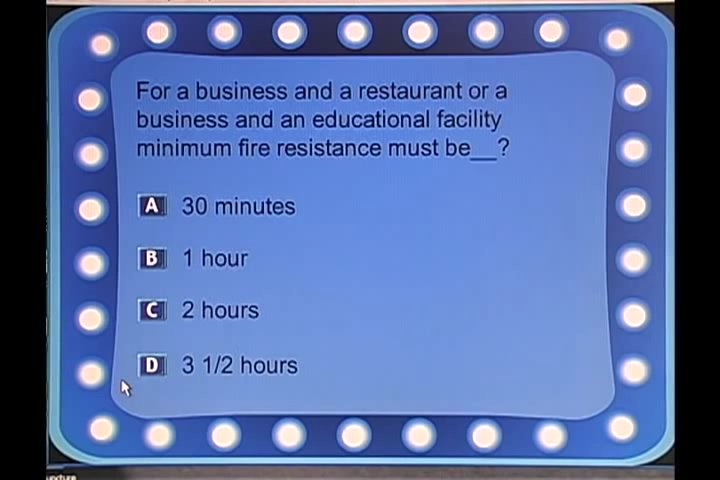 For a business and a restaurant or a
business and an educational facility
minimum fire resistance must be__?
A 30 minutes
B 1 hour
C 2 hours
D 3 1/2 hours